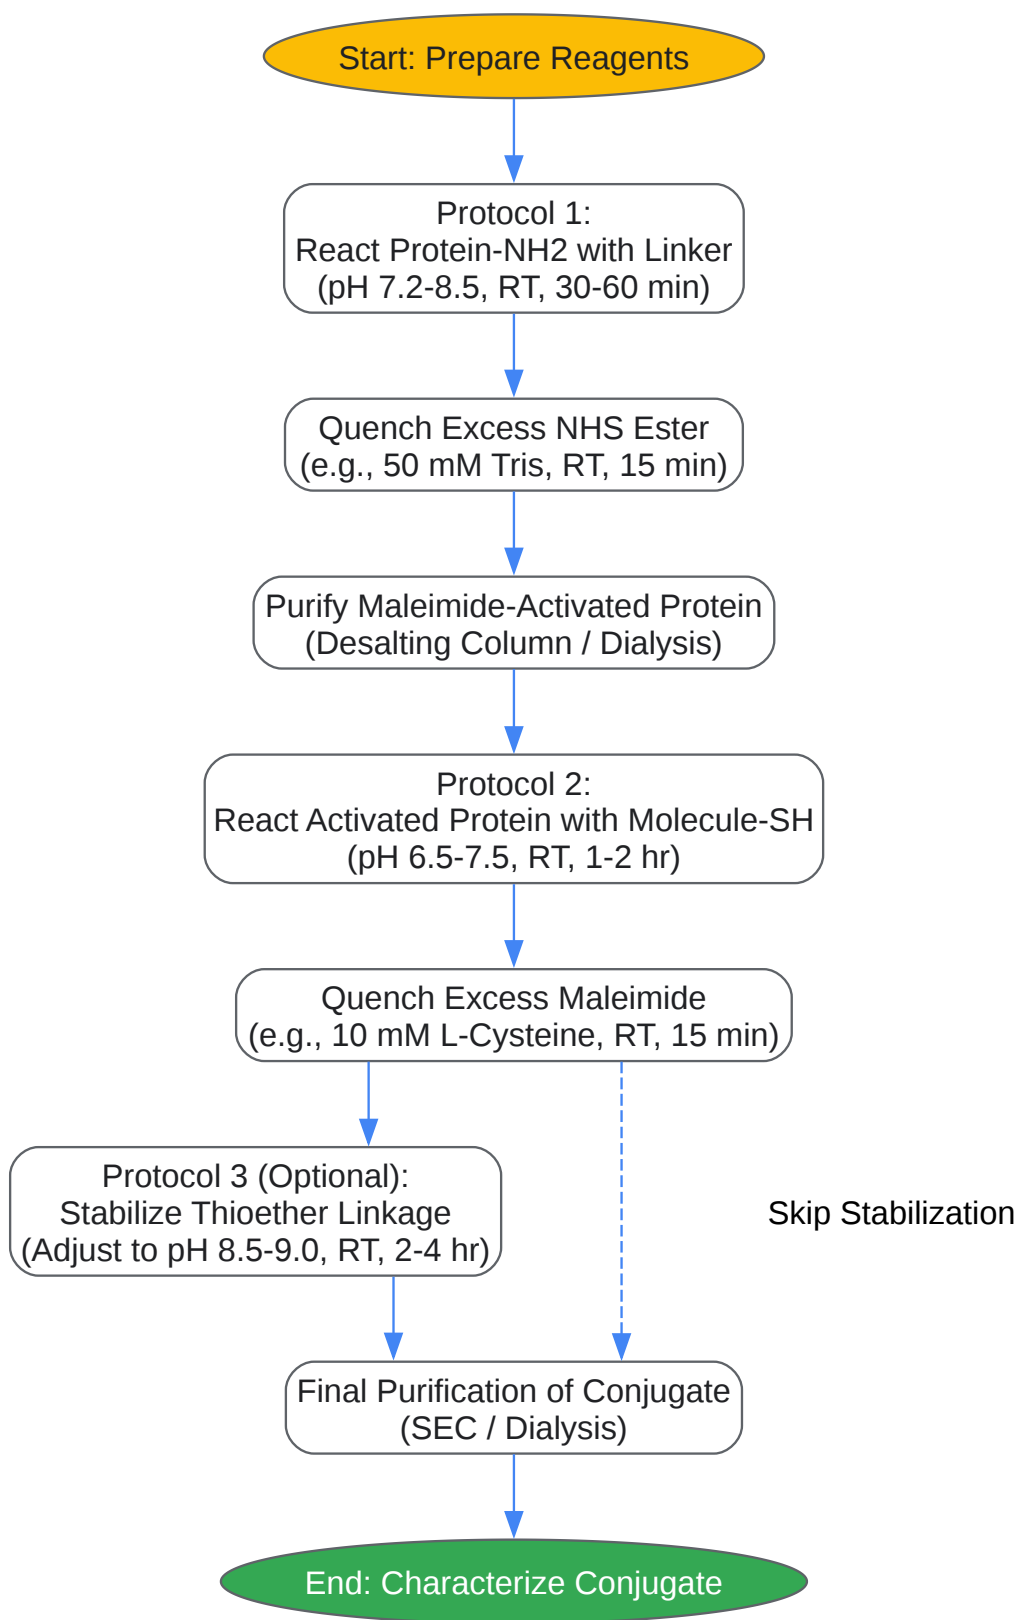 Start: Prepare Reagents
Protocol 1:
React Protein-NH2 with Linker
(pH 7.2-8.5, RT, 30-60 min)
Quench Excess NHS Ester
(e.g., 50 mM Tris, RT, 15 min)
Purify Maleimide-Activated Protein
(Desalting Column / Dialysis)
Protocol 2:
React Activated Protein with Molecule-SH
(pH 6.5-7.5, RT, 1-2 hr)
Quench Excess Maleimide
(e.g., 10 mM L-Cysteine, RT, 15 min)
Protocol 3 (Optional):
Stabilize Thioether Linkage
(Adjust to pH 8.5-9.0, RT, 2-4 hr)
Skip Stabilization
Final Purification of Conjugate
(SEC / Dialysis)
End: Characterize Conjugate